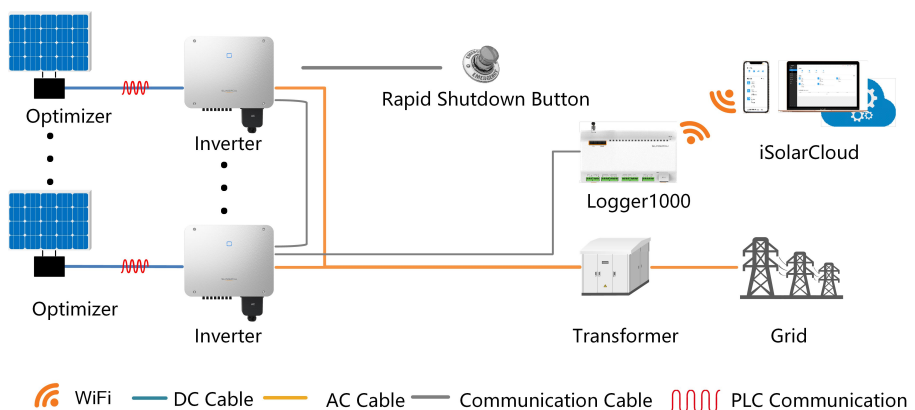 Optimizer
Inverter
Rapid Shutdown Button
iSolarCloud
Logger1000
Optimizer
Inverter
Transformer
Grid
WiFi
DC Cable
AC Cable
Communication Cable
PLC Communication